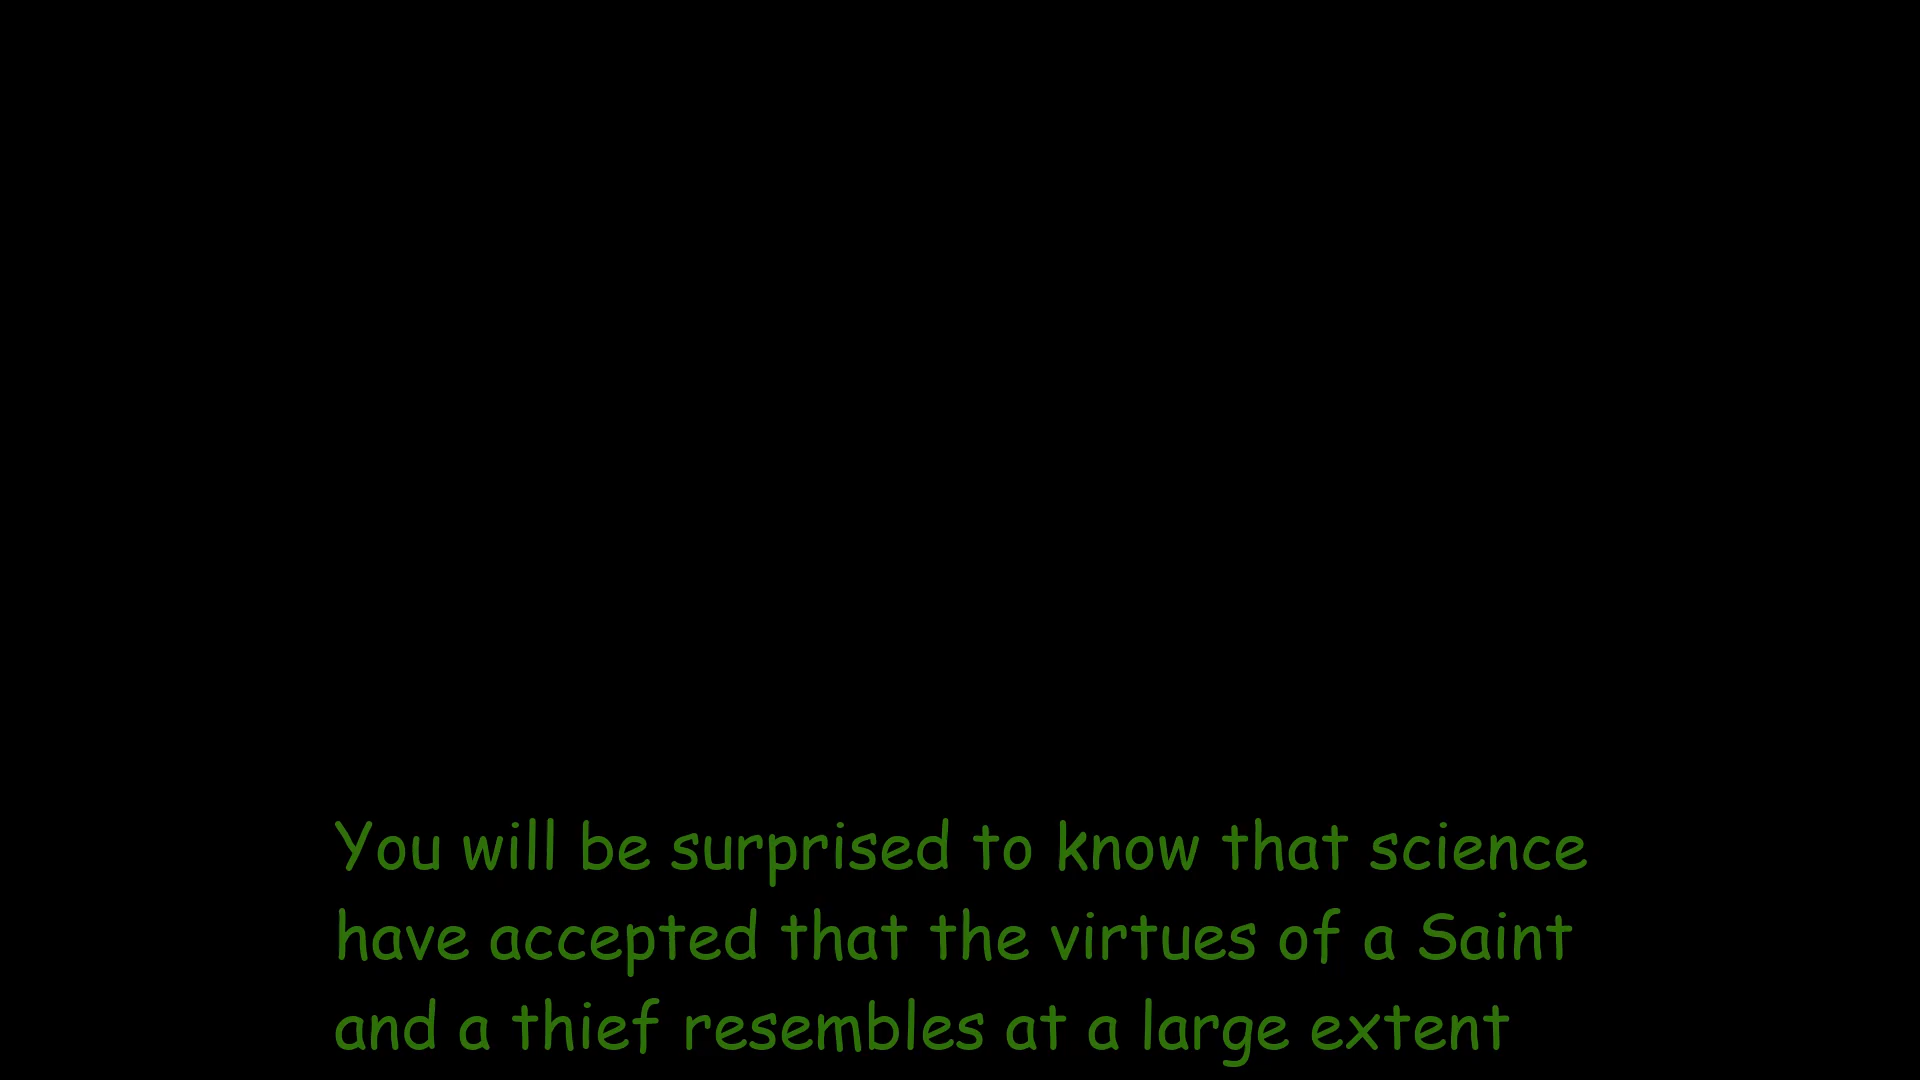 You will be surprised to know that science
have accepted that the virtues of a Saint
and a thief resembles at a large extent